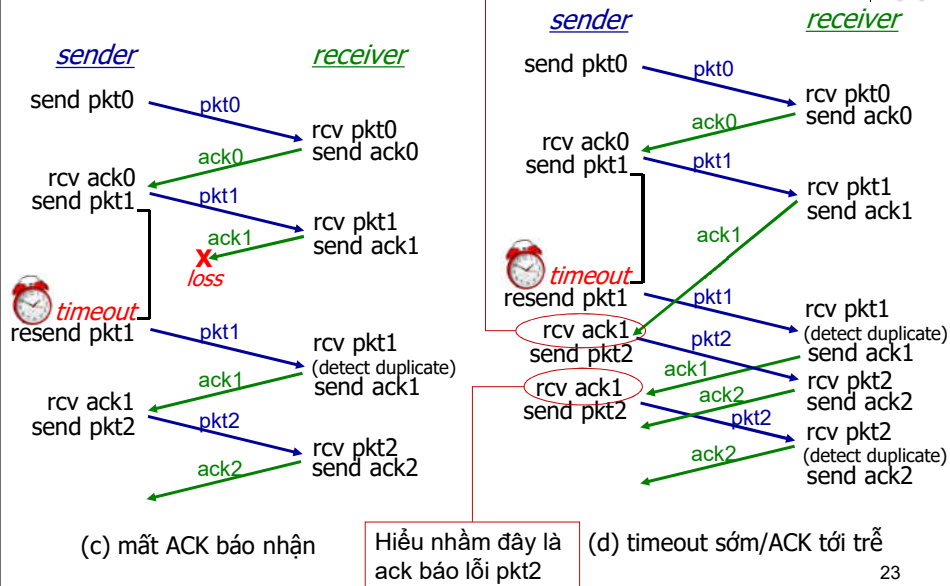 sender
receiver
send pkt0
pkt0
rcv pkt0
send ack0
ack0
rcv ack0
send pkt1
pkt1
rcv pkt1
send ack1
ack1
X
loss
timeout
resend pkt1
pkt1
rcv pkt1
(detect duplicate)
send ack1
ack1
rcv ack1
send pkt2
pkt2
rcv pkt2
send ack2
ack2
(c) mất ACK báo nhận
sender
receiver
send pkt0
pkt0
rcv pkt0
send ack0
ack0
rcv ack0
send pkt1
pkt1
rcv pkt1
send ack1
ack1
timeout
resend pkt1
pkt1
rcv pkt1
(detect duplicate)
send ack1
rcv ack1
send pkt2
pkt2
ack1
rcv pkt2
send ack2
rcv ack1
send pkt2
ack2
pkt2
rcv pkt2
(detect duplicate)
send ack2
ack2
Hiểu nhầm đây là
ack báo lỗi pkt2
(d) timeout sớm/ACK tới trễ
23